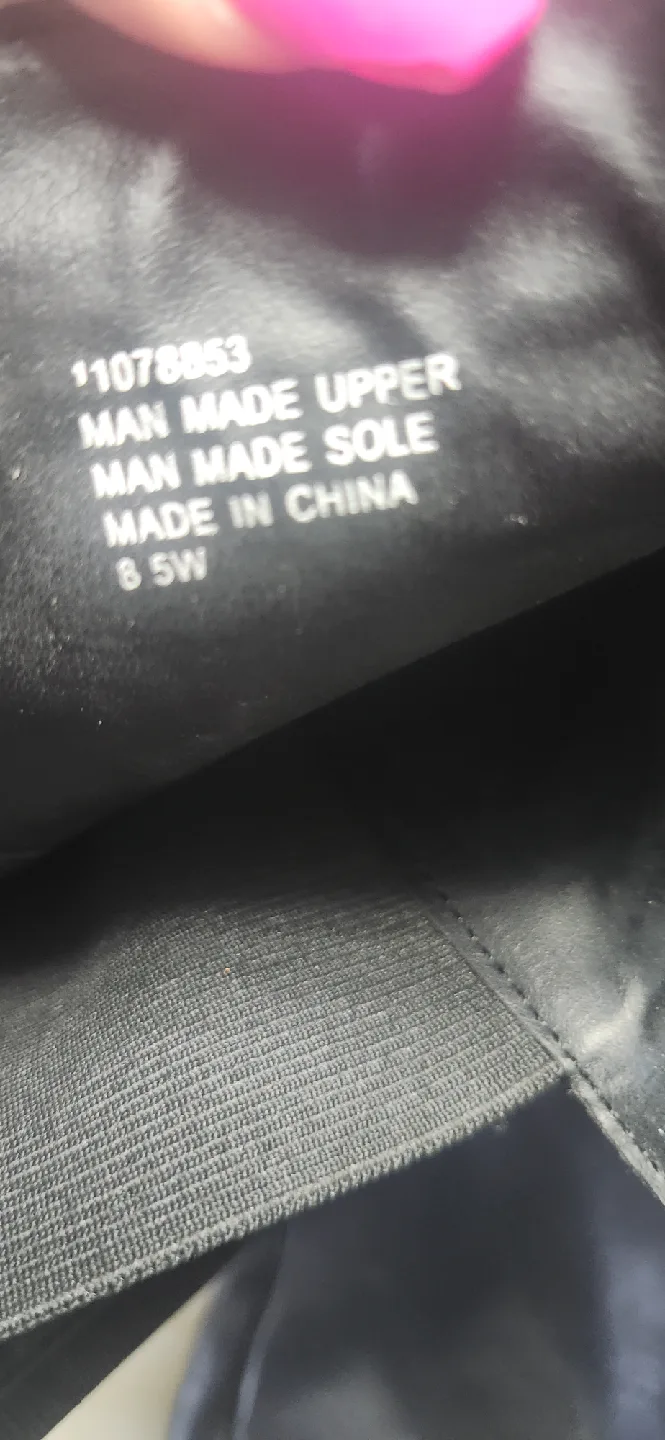 11078853
MAN MADE UPPER
MAN MADE SOLE
MADE IN CHINA
8 5W